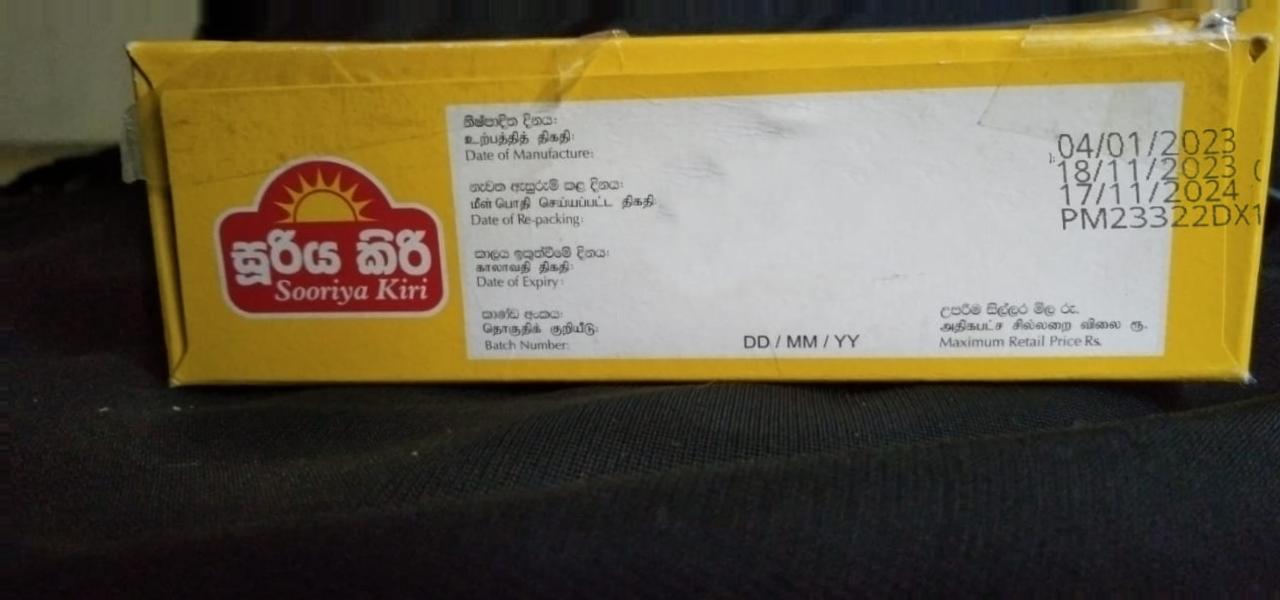 සූරිය කිරි
Sooriya Kiri
නිෂ්පාදිත දිනය:
உற்பத்தித் திகதி:
Date of Manufacture:
නැවත ඇසුරුම් කළ දිනය:
மீள் பொதி செய்யப்பட்ட திகதி:
Date of Re-packing:
කාලය ඉකුත්වීමේ දිනය:
காலாவதி திகதி:
Date of Expiry:
කාණ්ඩ අංකය:
தொகுதிக் குறியீடு:
Batch Number:
DD / MM / YY
04/01/2023
18/11/2023
17/11/2024
PM23322DX1
උපරිම සිල්ලර මිල රු.
அதிகபட்ச சில்லறை விலை ரூ.
Maximum Retail Price Rs.